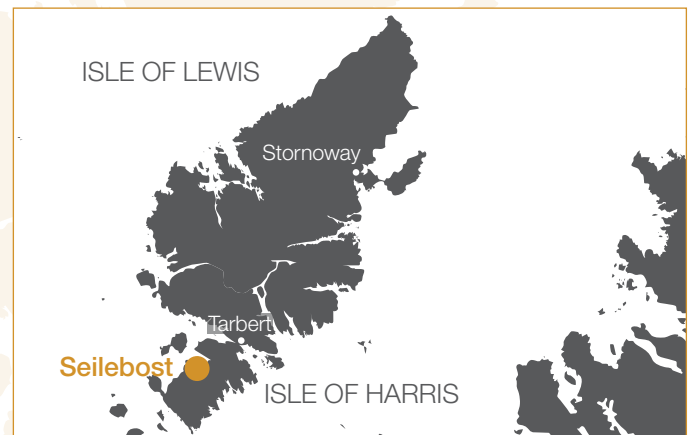 ISLE OF LEWIS
Stornoway
Tarbert
Seilebost
ISLE OF HARRIS